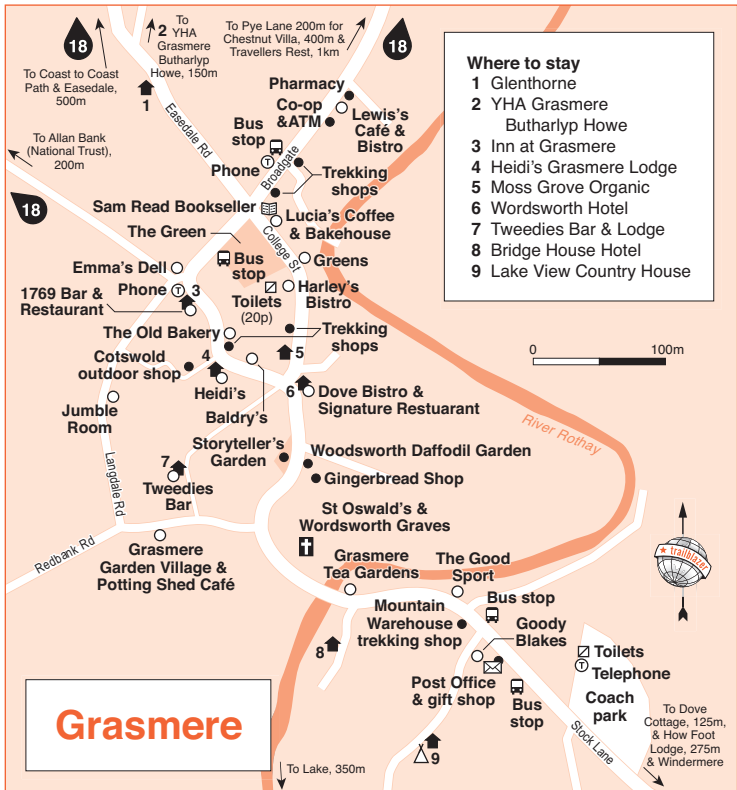 18
2
To
YHA
Grasmere
Butharlyp
Howe, 150m
To Coast to Coast
Path & Easedale,
500m
1
Easedale Rd
To Pye Lane 200m for
Chestnut Villa, 400m &
Travellers Rest, 1km
18
Where to stay
1 Glenthorne
2 YHA Grasmere
Butharlyp Howe
3 Inn at Grasmere
4 Heidi's Grasmere Lodge
5 Moss Grove Organic
6 Wordsworth Hotel
7 Tweedies Bar & Lodge
8 Bridge House Hotel
9 Lake View Country House
0
100m
Pharmacy
Co-op
& ATM
Lewis's
Café &
Bistro
Bus
stop
Phone
T
Broadgate
Trekking
shops
To Allan Bank
(National Trust),
200m
18
Sam Read Bookseller
Lucia's Coffee
& Bakehouse
The Green
College St
Bus
stop
Greens
Emma's Dell
Phone
T
3
Toilets
(20p)
Harley's
Bistro
1769 Bar &
Restaurant
The Old Bakery
Trekking
shops
Cotswold
outdoor shop
4
5
Heidi's
Baldry's
6
Dove Bistro &
Signature Restuarant
Jumble
Room
River Rothay
Langdale Rd
Storyteller's
Garden
Woodsworth Daffodil Garden
Gingerbread Shop
7
Tweedies
Bar
St Oswald's &
Wordsworth Graves
Redbank Rd
Grasmere
Garden Village &
Potting Shed Café
Grasmere
Tea Gardens
The Good
Sport
trailblazer
Bus stop
Mountain
Warehouse
trekking shop
Goody
Blakes
8
Toilets
T
Telephone
Post Office
& gift shop
Bus
stop
Coach
park
Stock Lane
To Dove
Cottage, 125m,
& How Foot
Lodge, 275m
& Windermere
9
Grasmere
To Lake, 350m